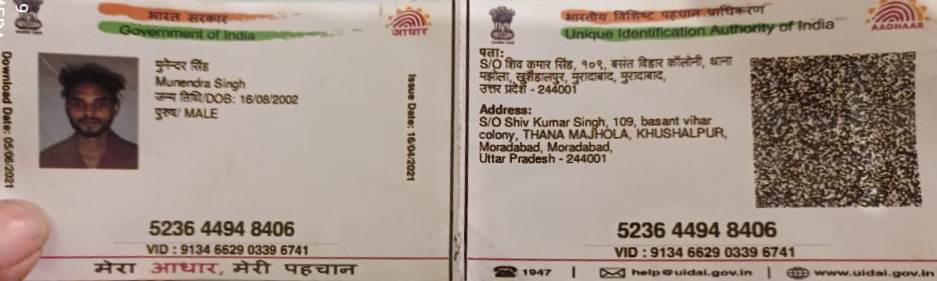 भारत सरकार
Government of India
आधार
Download Date: 05/06/2021
मुनेन्दर सिंह
Munendra Singh
जन्म तिथि/DOB: 16/08/2002
पुरुष/ MALE
Issue Date: 16/04/2021
5236 4494 8406
VID : 9134 6629 0339 6741
मेरा आधार, मेरी पहचान
भारतीय विशिष्ट पहचान प्राधिकरण
Unique Identification Authority of India
AADHAAR
पता:
S/O शिव कुमार सिंह, १०९, बसंत विहार कॉलोनी, थाना
मझोला, खुशहालपुर, मुरादाबाद, मुरादाबाद,
उत्तर प्रदेश - 244001
Address:
S/O Shiv Kumar Singh, 109, basant vihar
colony, THANA MAJHOLA, KHUSHALPUR,
Moradabad, Moradabad,
Uttar Pradesh - 244001
5236 4494 8406
VID : 9134 6629 0339 6741
1947 | help@uidai.gov.in | www.uidai.gov.in